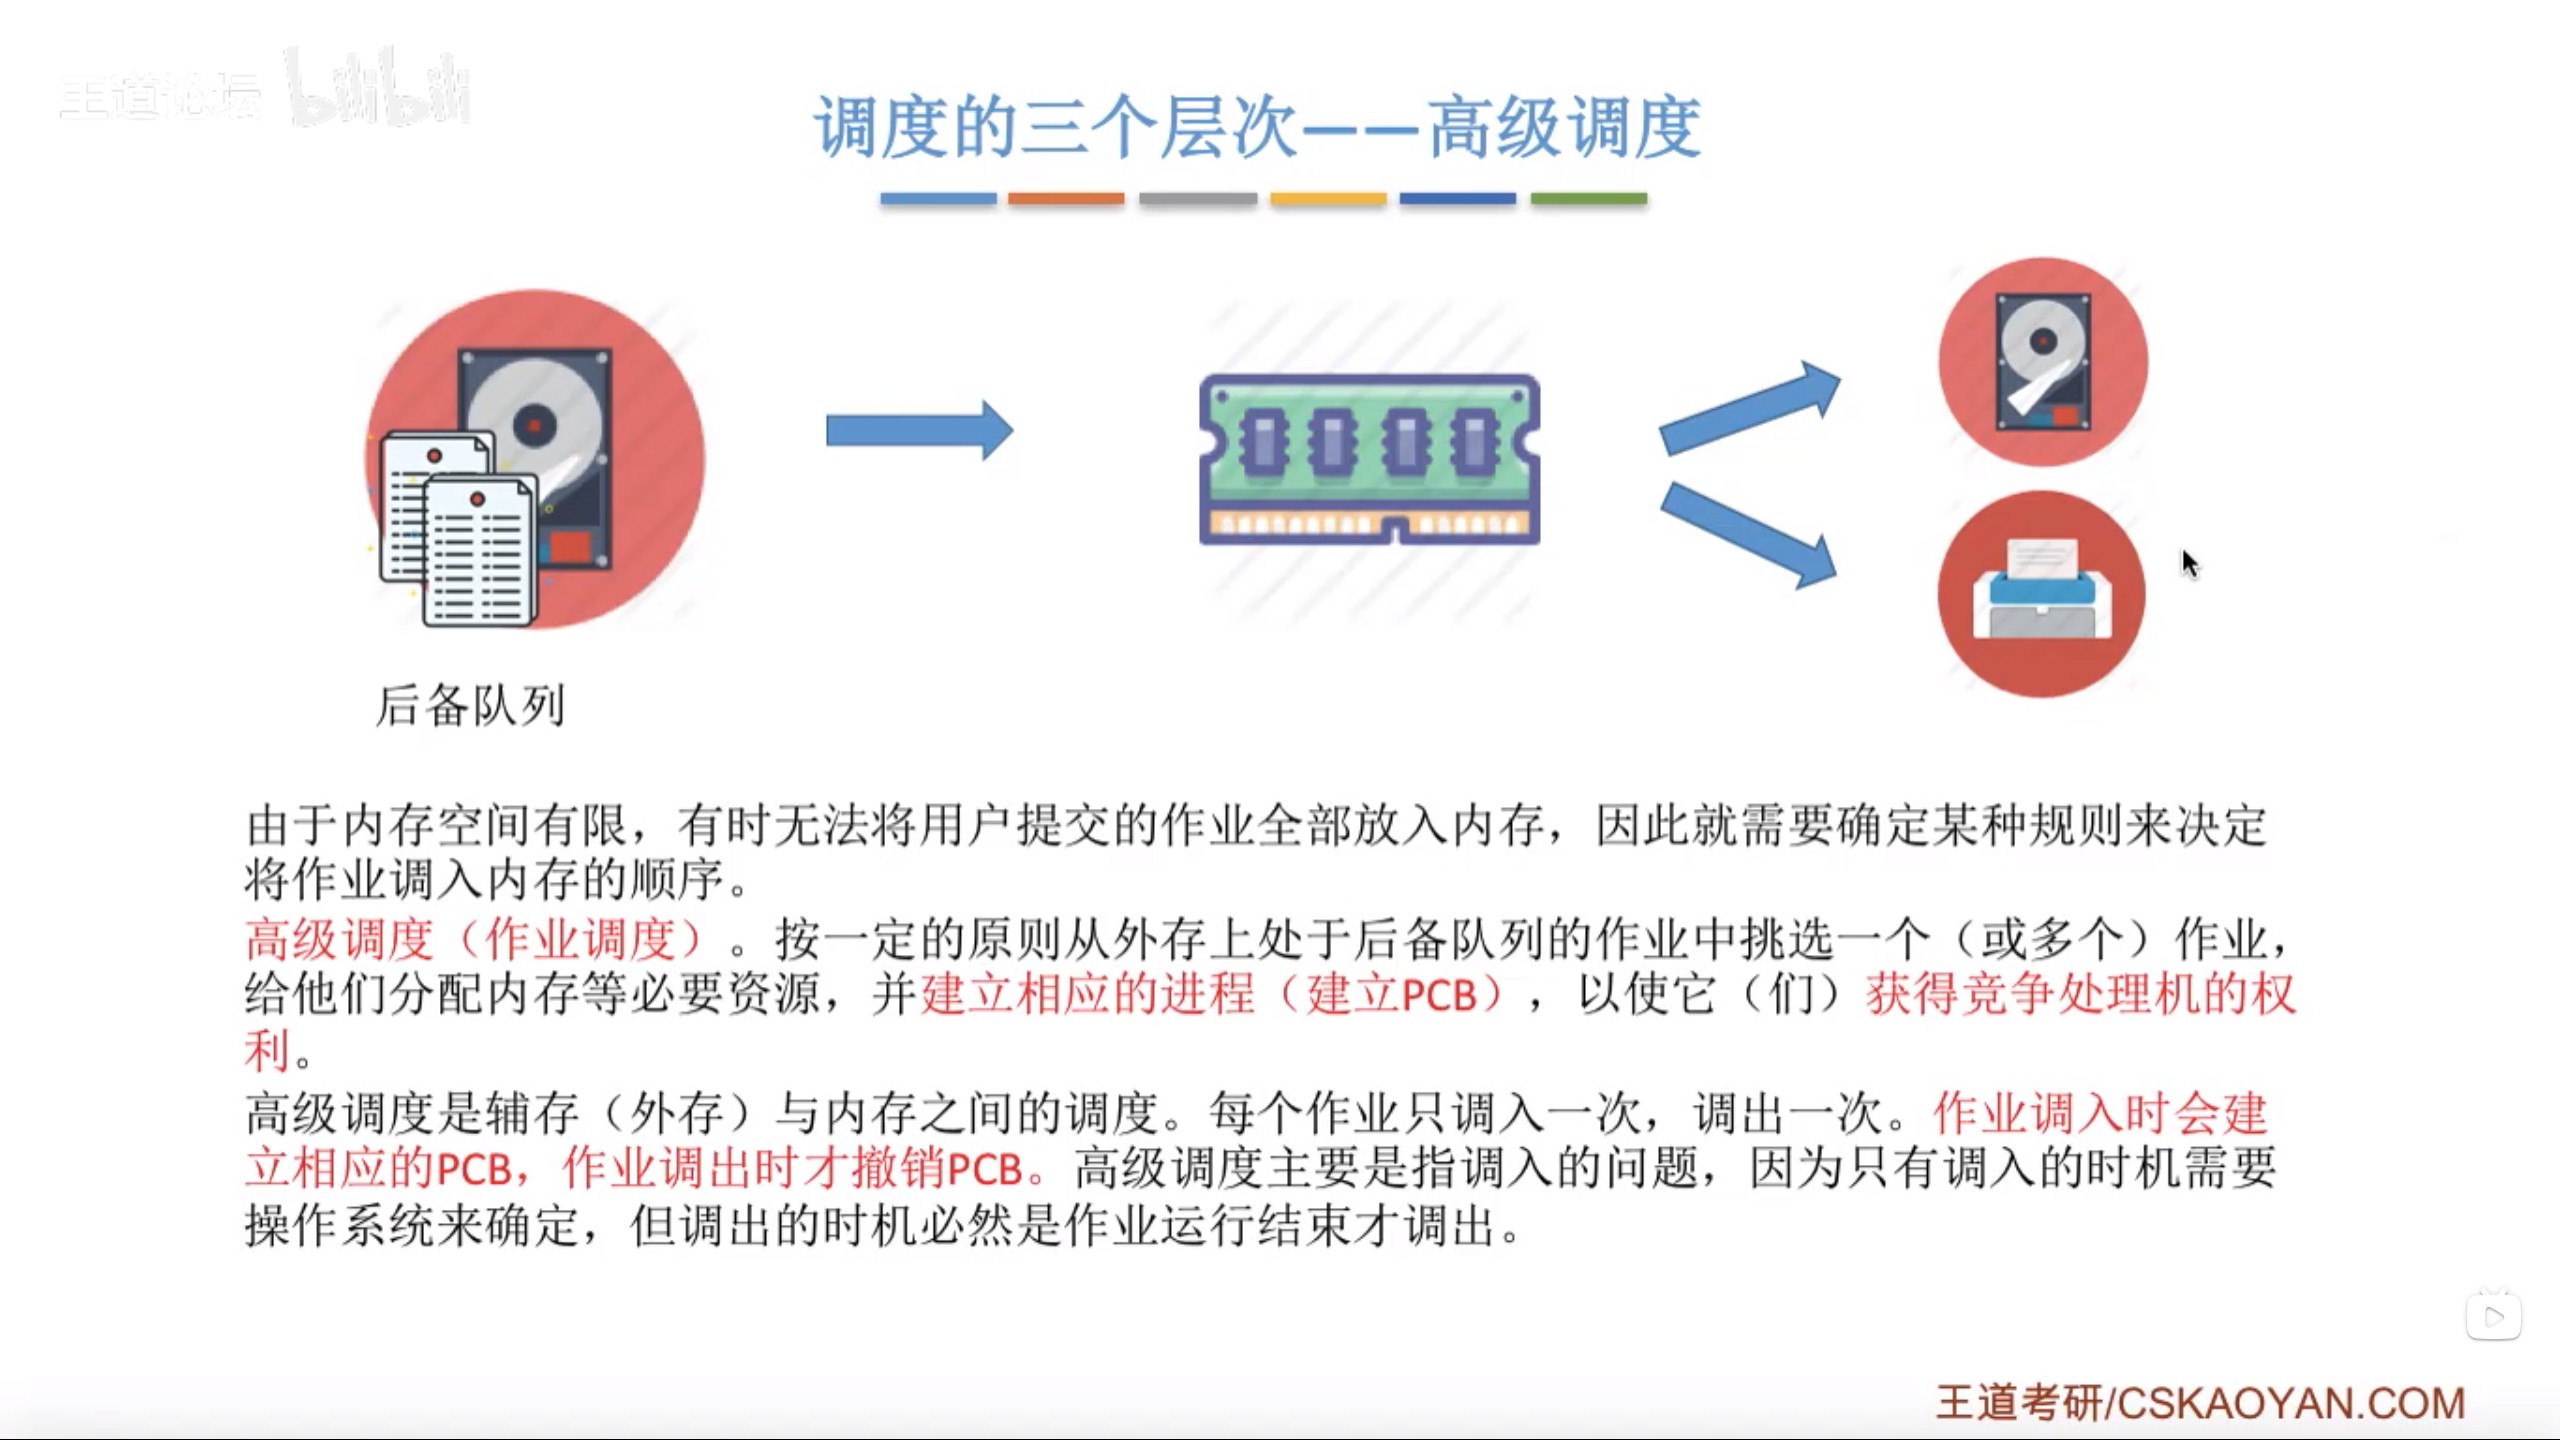 王道论坛 bilibili
调度的三个层次——高级调度
后备队列
由于内存空间有限，有时无法将用户提交的作业全部放入内存，因此就需要确定某种规则来决定
将作业调入内存的顺序。
高级调度（作业调度）。按一定的原则从外存上处于后备队列的作业中挑选一个（或多个）作业，
给他们分配内存等必要资源，并建立相应的进程（建立PCB），以使它（们）获得竞争处理机的权
利。
高级调度是辅存（外存）与内存之间的调度。每个作业只调入一次，调出一次。作业调入时会建
立相应的PCB，作业调出时才撤销PCB。高级调度主要是指调入的问题，因为只有调入的时机需要
操作系统来确定，但调出的时机必然是作业运行结束才调出。
王道考研/CSKAOYAN.COM